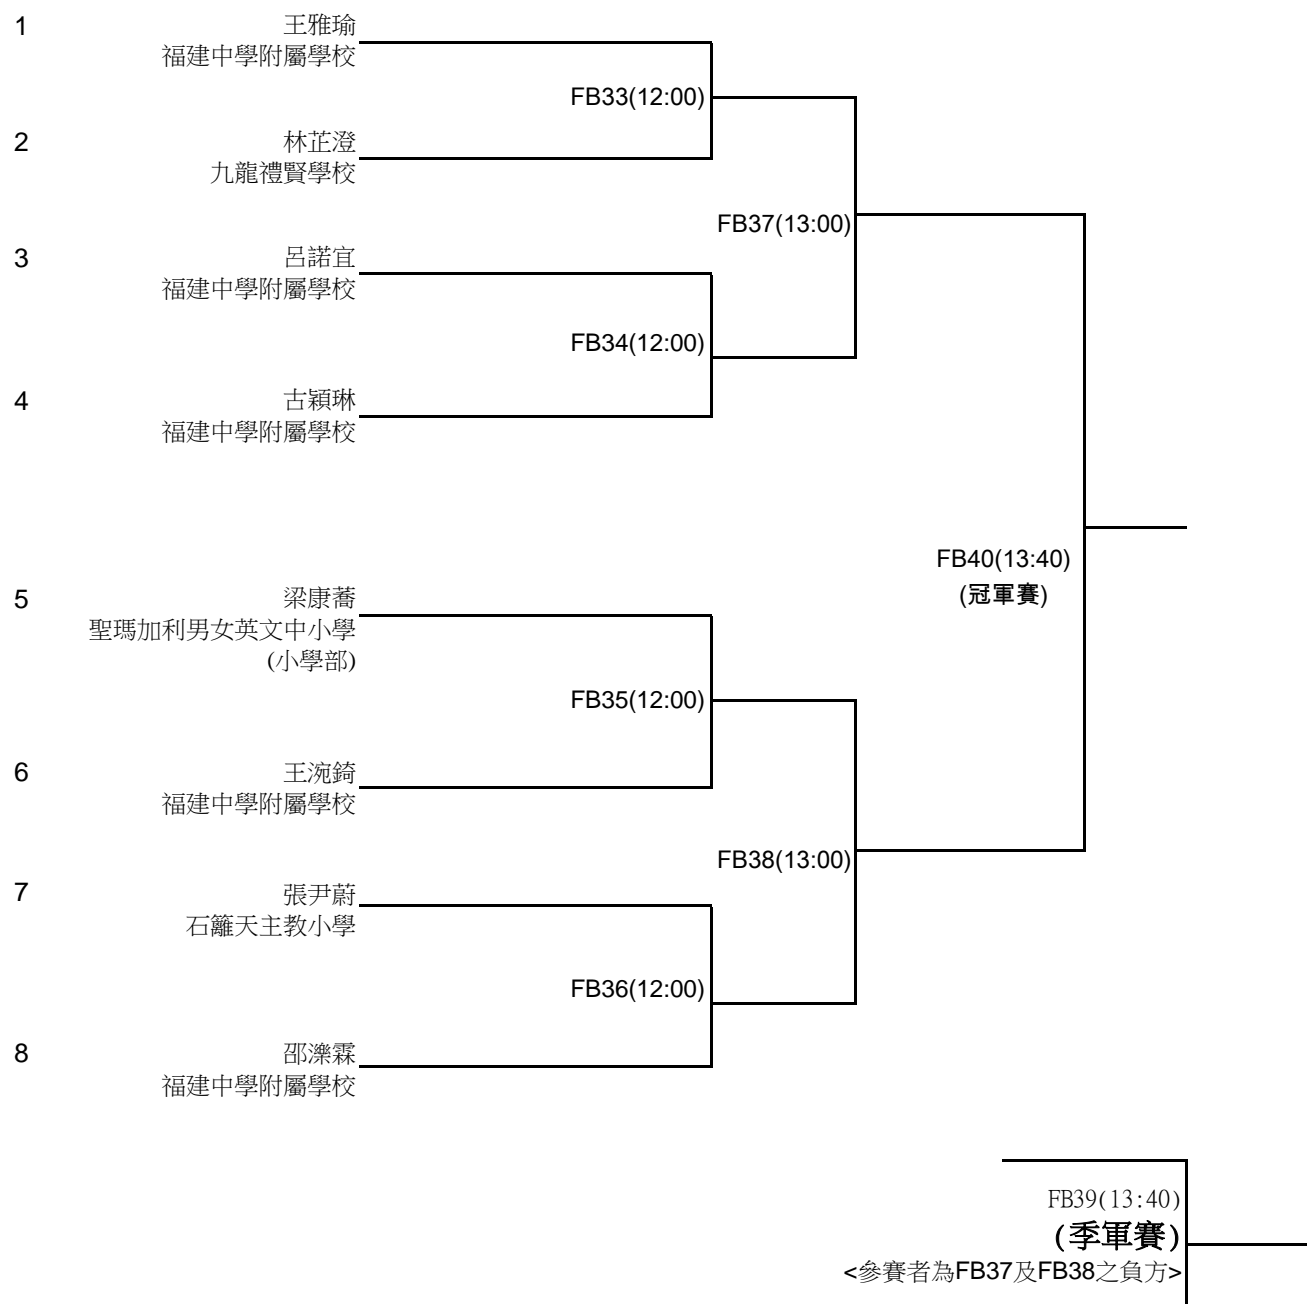 1
王雅瑜
福建中學附屬學校
FB33(12:00)
2
林芷澄
九龍禮賢學校
FB37(13:00)
3
呂諾宜
福建中學附屬學校
FB34(12:00)
4
古穎琳
福建中學附屬學校
FB40(13:40)
(冠軍賽)
5
梁康蕎
聖瑪加利男女英文中小學
(小學部)
FB35(12:00)
6
王涴錡
福建中學附屬學校
FB38(13:00)
7
張尹蔚
石籬天主教小學
FB36(12:00)
8
邵濼霖
福建中學附屬學校
FB39(13:40)
(季軍賽)
<參賽者為FB37及FB38之負方>